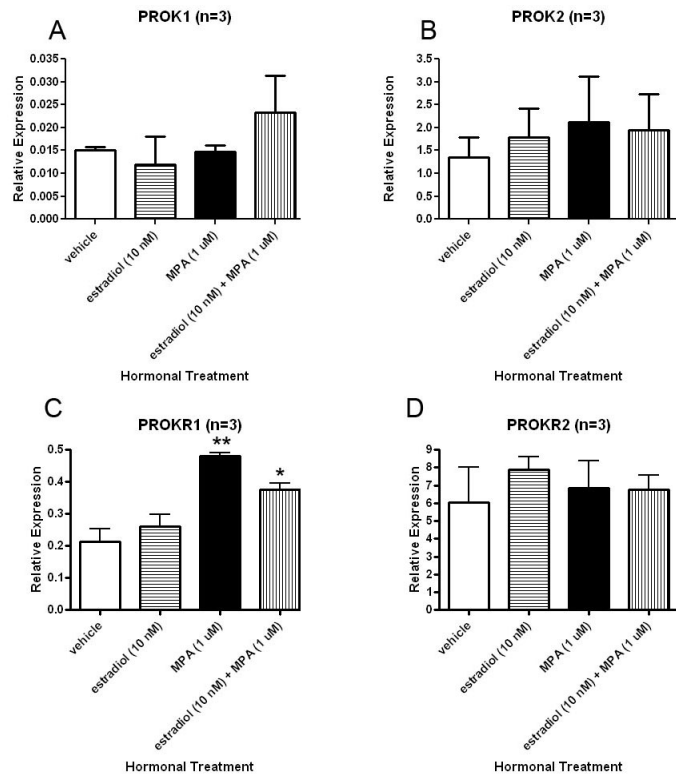 A
PROK1 (n=3)
Relative Expression
0.035
0.030
0.025
0.020
0.015
0.010
0.005
0.000
vehicle
estradiol (10 nM)
MPA (1 uM)
estradiol (10 nM) + MPA (1 uM)
Hormonal Treatment
B
PROK2 (n=3)
Relative Expression
3.5
3.0
2.5
2.0
1.5
1.0
0.5
0.0
vehicle
estradiol (10 nM)
MPA (1 uM)
estradiol (10 nM) + MPA (1 uM)
Hormonal Treatment
C
PROKR1 (n=3)
Relative Expression
0.5
0.4
0.3
0.2
0.1
0.0
**
*
vehicle
estradiol (10 nM)
MPA (1 uM)
estradiol (10 nM) + MPA (1 uM)
Hormonal Treatment
D
PROKR2 (n=3)
Relative Expression
9
8
7
6
5
4
3
2
1
0
vehicle
estradiol (10 nM)
MPA (1 uM)
estradiol (10 nM) + MPA (1 uM)
Hormonal Treatment